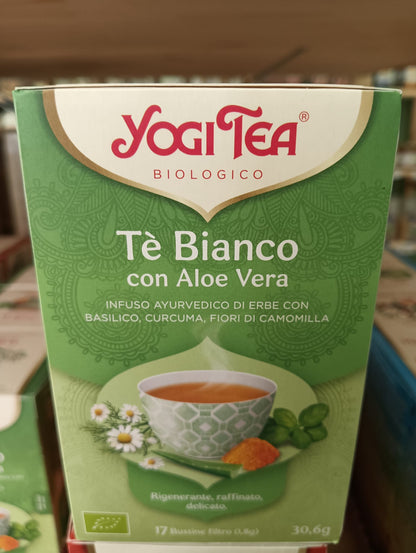 YOGI TEA®
BIOLOGICO
Tè Bianco
con Aloe Vera
INFUSO AYURVEDICO DI ERBE CON
BASILICO, CURCUMA, FIORI DI CAMOMILLA
Rigenerante, raffinato,
delicato.
17 Bustine Filtro (1,8g) 30,6g